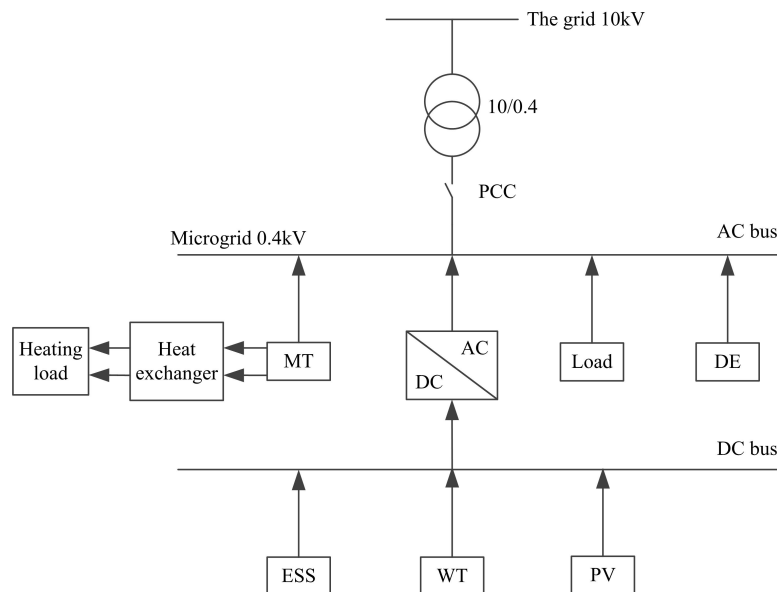 The grid 10kV
10/0.4
PCC
Microgrid 0.4kV
AC bus
Heating
load
Heat
exchanger
MT
AC
DC
Load
DE
DC bus
ESS
WT
PV